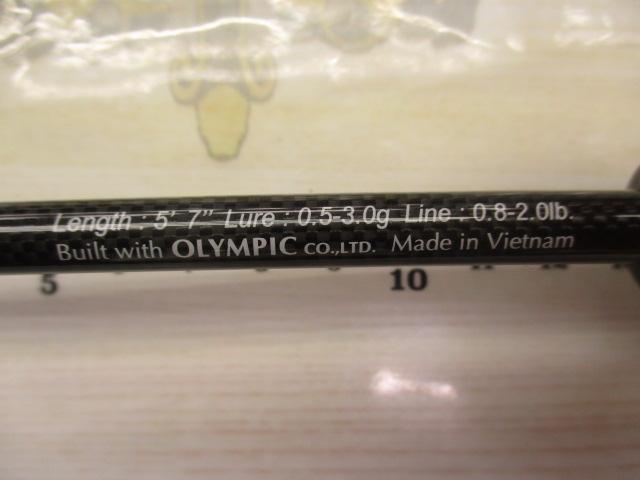 Length : 5' 7" Lure : 0.5-3.0g Line : 0.8-2.0lb.
Built with OLYMPIC CO.,LTD. Made in Vietnam
5 10